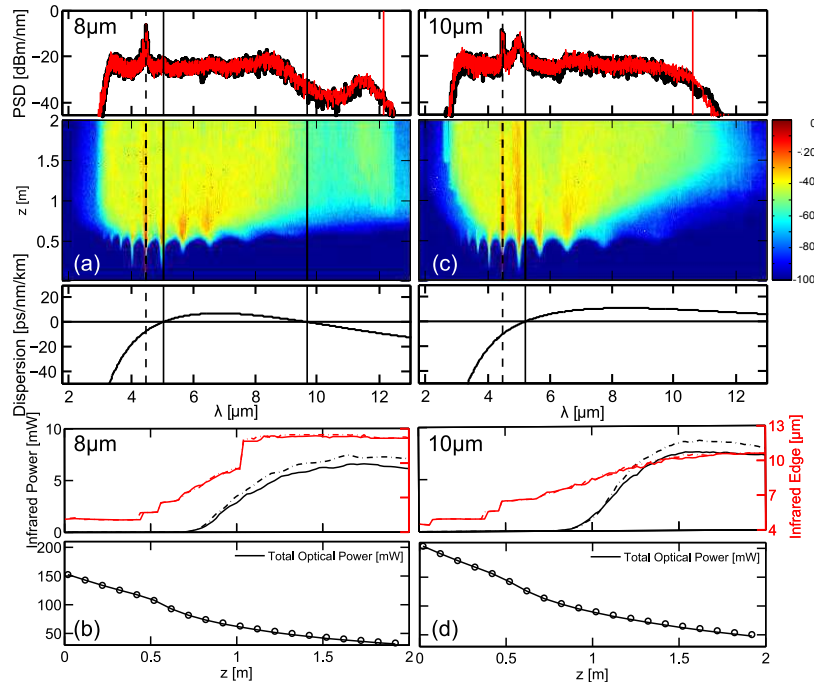 8µm
10µm
PSD [dBm/nm]
0
−20
−40
2
1.5
1
0.5
z [m]
(a)
(c)
0
-20
-40
-60
-80
-100
Dispersion [ps/nm/km]
20
0
−20
−40
2
4
6
8
10
12
λ [µm]
2
4
6
8
10
12
λ [µm]
8µm
10µm
Infrared Power [mW]
10
5
0
13
10
7
4
Infrared Edge [µm]
200
150
100
50
Total Optical Power [mW]
Total Optical Power [mW]
(b)
(d)
0
0.5
1
1.5
2
z [m]
0
0.5
1
1.5
2
z [m]